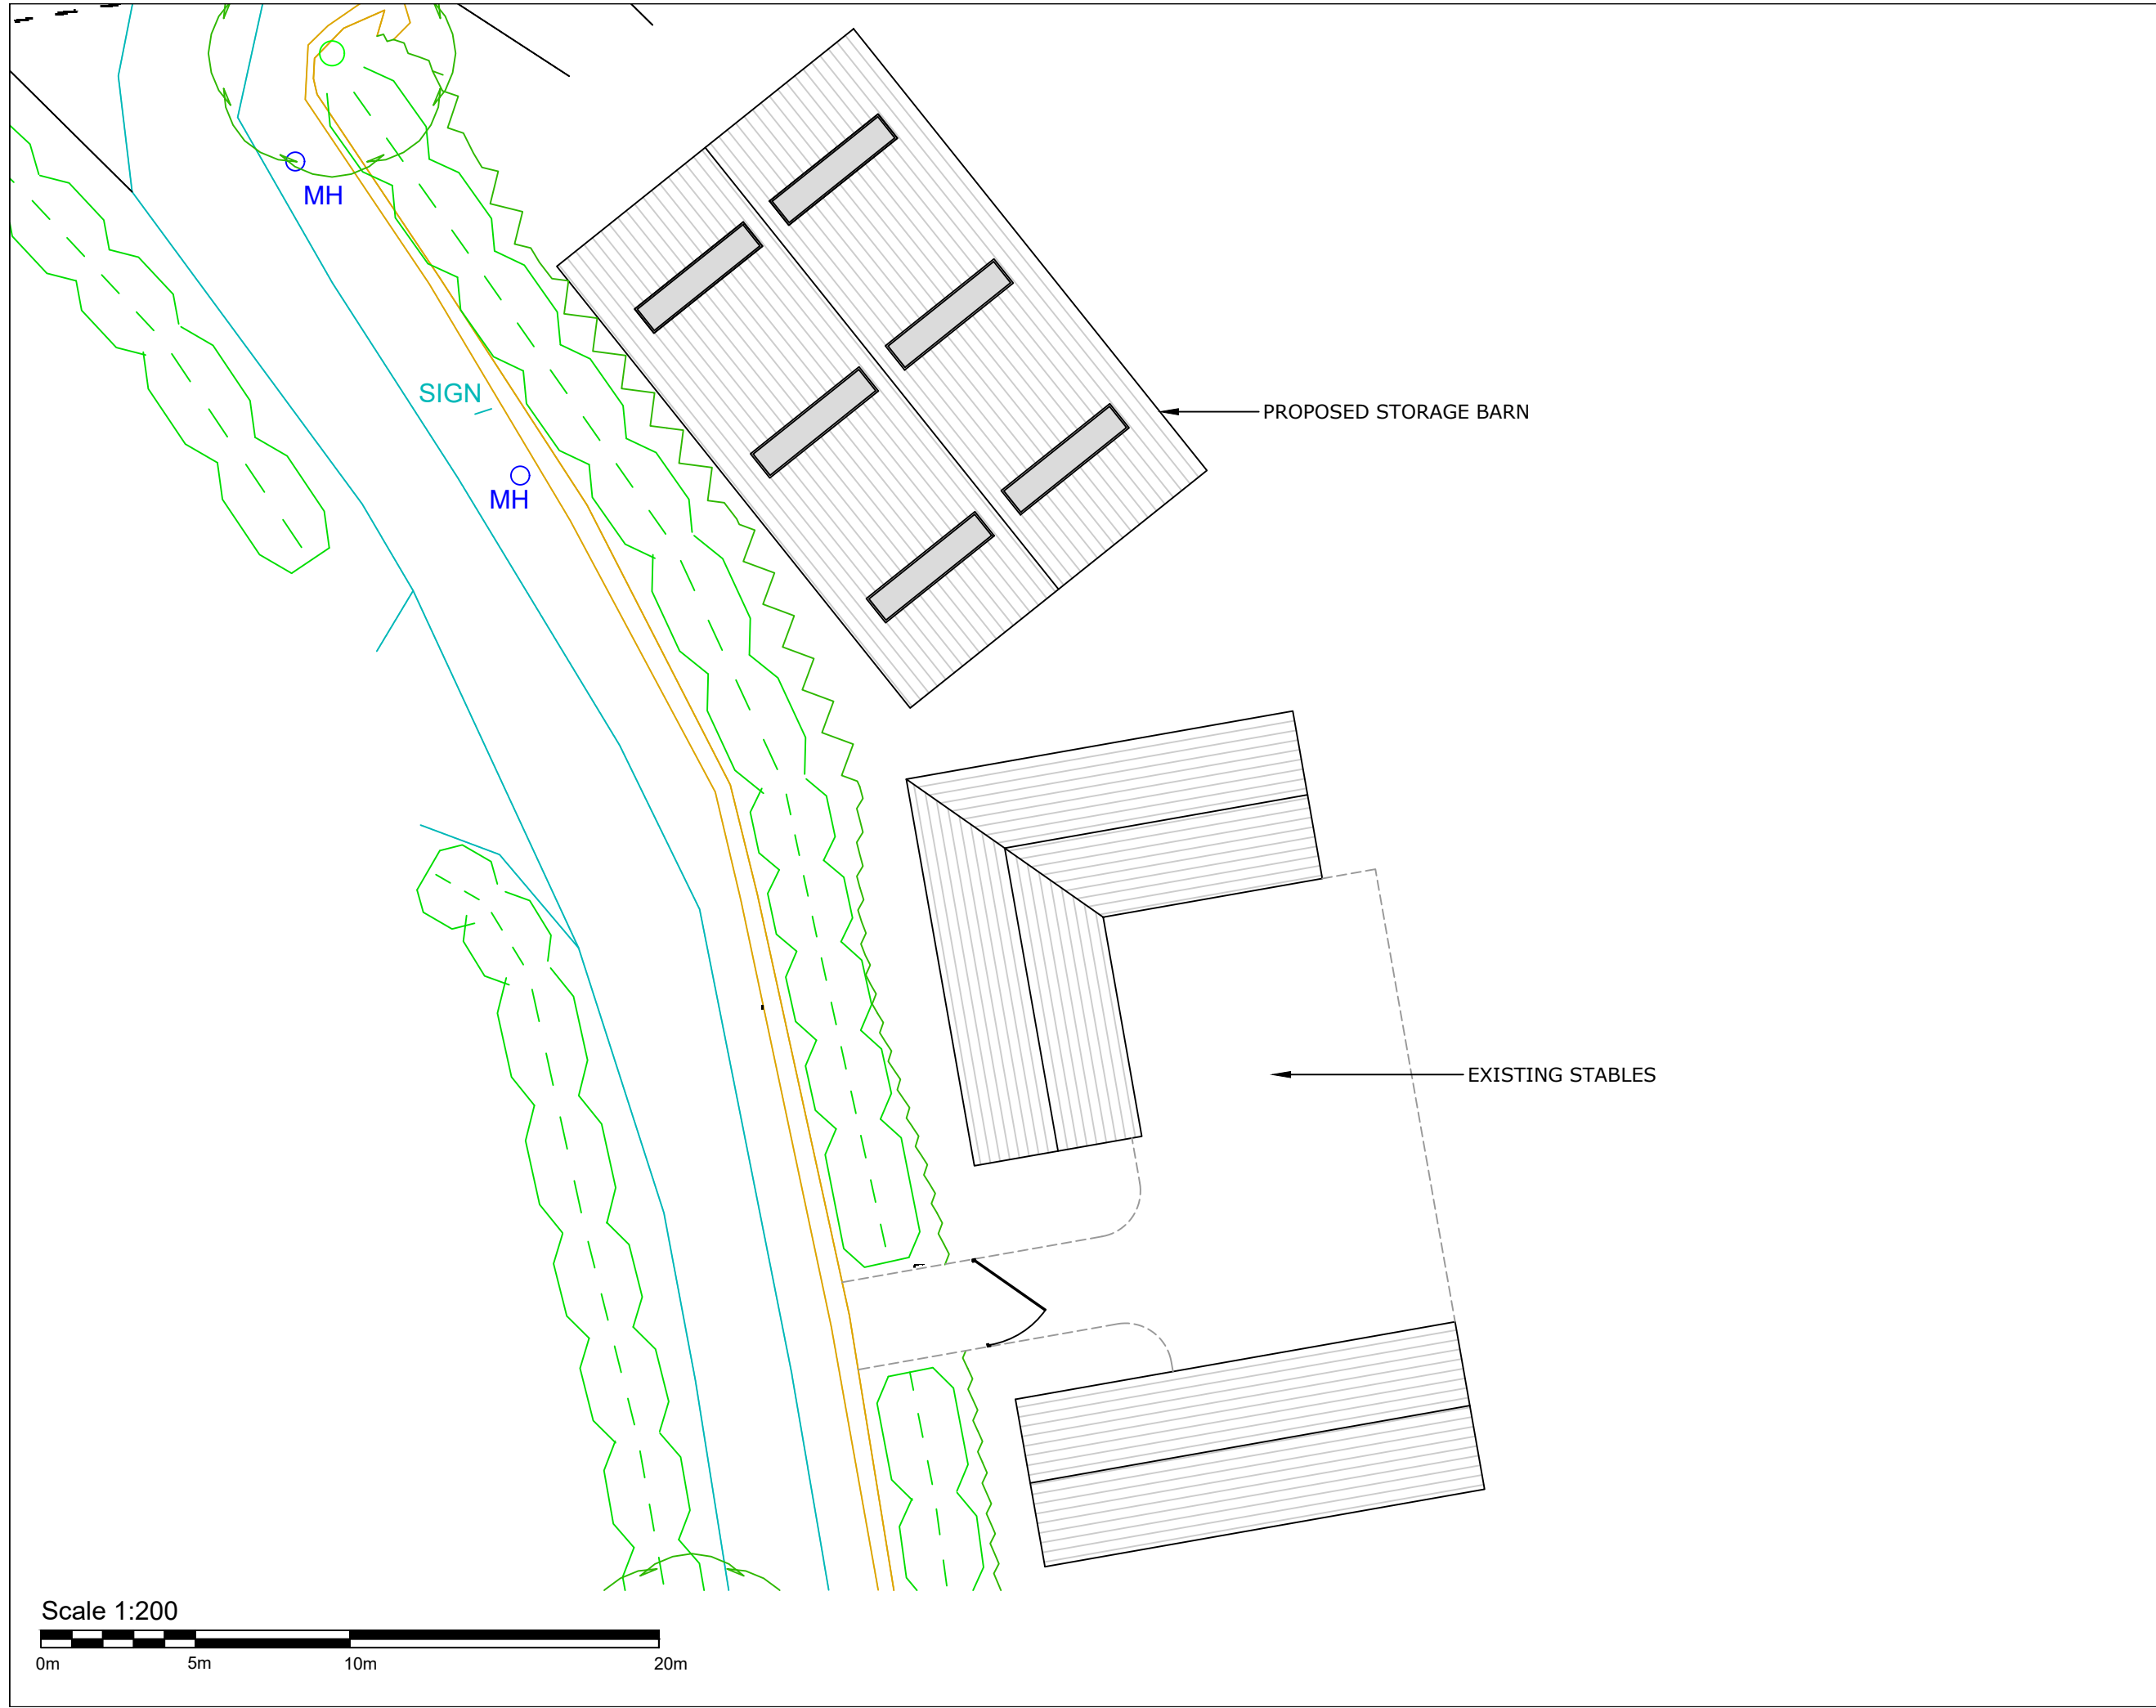 MH
SIGN
PROPOSED STORAGE BARN
MH
EXISTING STABLES
Scale 1:200
0m 5m 10m 20m